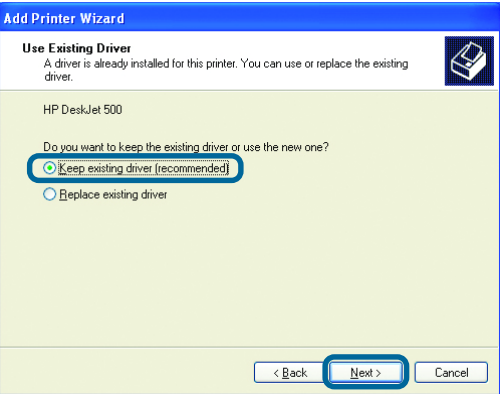 Add Printer Wizard
Use Existing Driver
A driver is already installed for this printer. You can use or replace the existing
driver.
HP DeskJet 500
Do you want to keep the existing driver or use the new one?
Keep existing driver (recommended)
Replace existing driver
< Back Next > Cancel